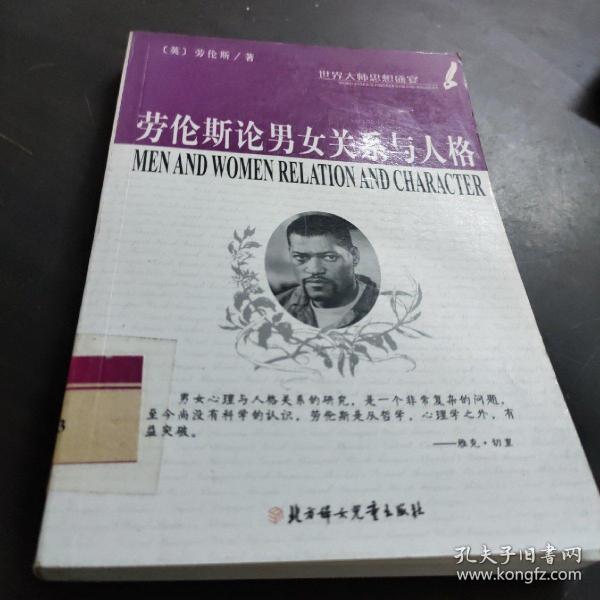 〔英〕劳伦斯／著
世界大师思想盛宴
劳伦斯论男女关系与人格
MEN AND WOMEN RELATION AND CHARACTER
男女心理与人格关系的研究，是一个非常复杂的问题，
至今尚没有科学的认识，劳伦斯是从哲学，心理学之外，有
益突破。
——雅克·切里
北方妇女儿童出版社
3
孔夫子旧书网
www.kongfz.com